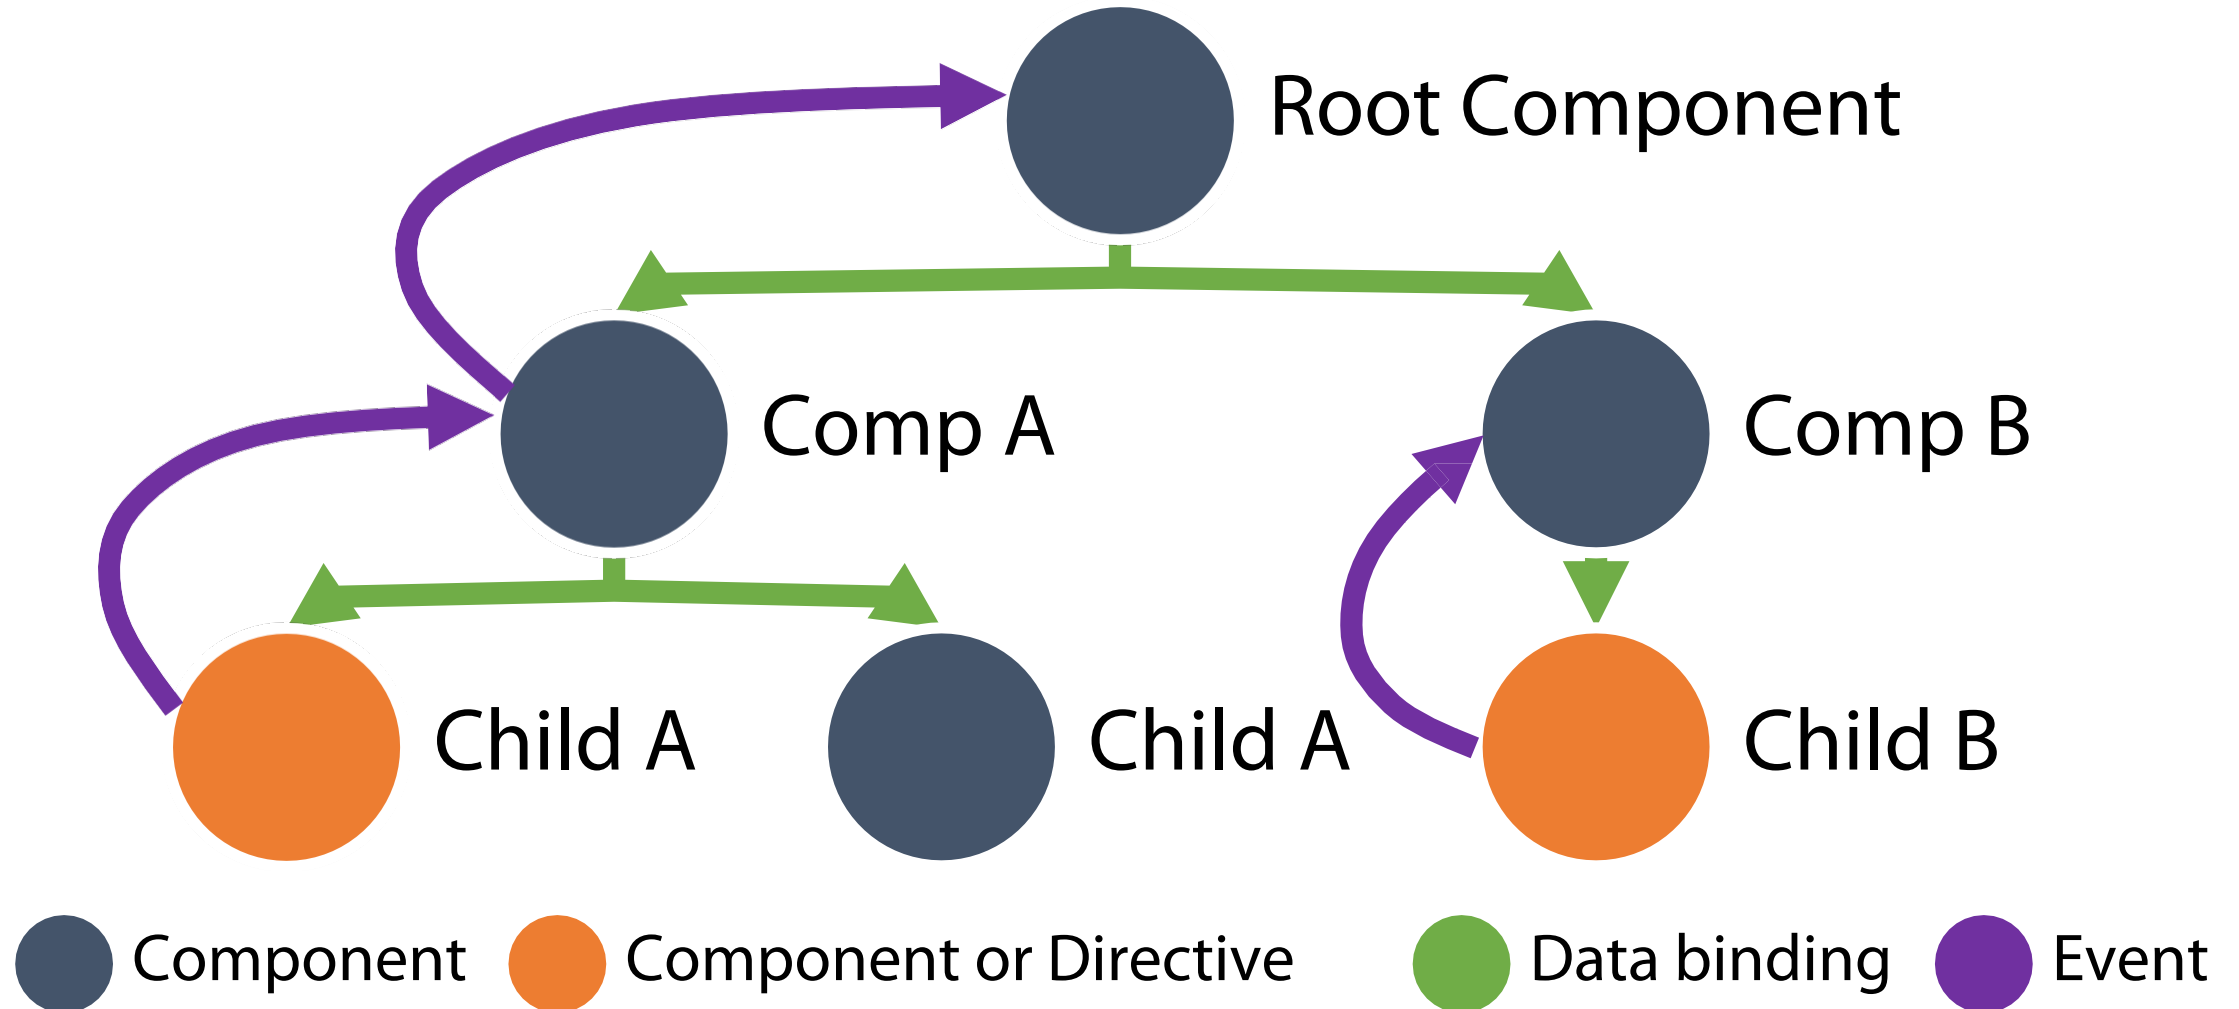 Root Component
Comp A
Comp B
Child A
Child A
Child B
Component
Component or Directive
Data binding
Event